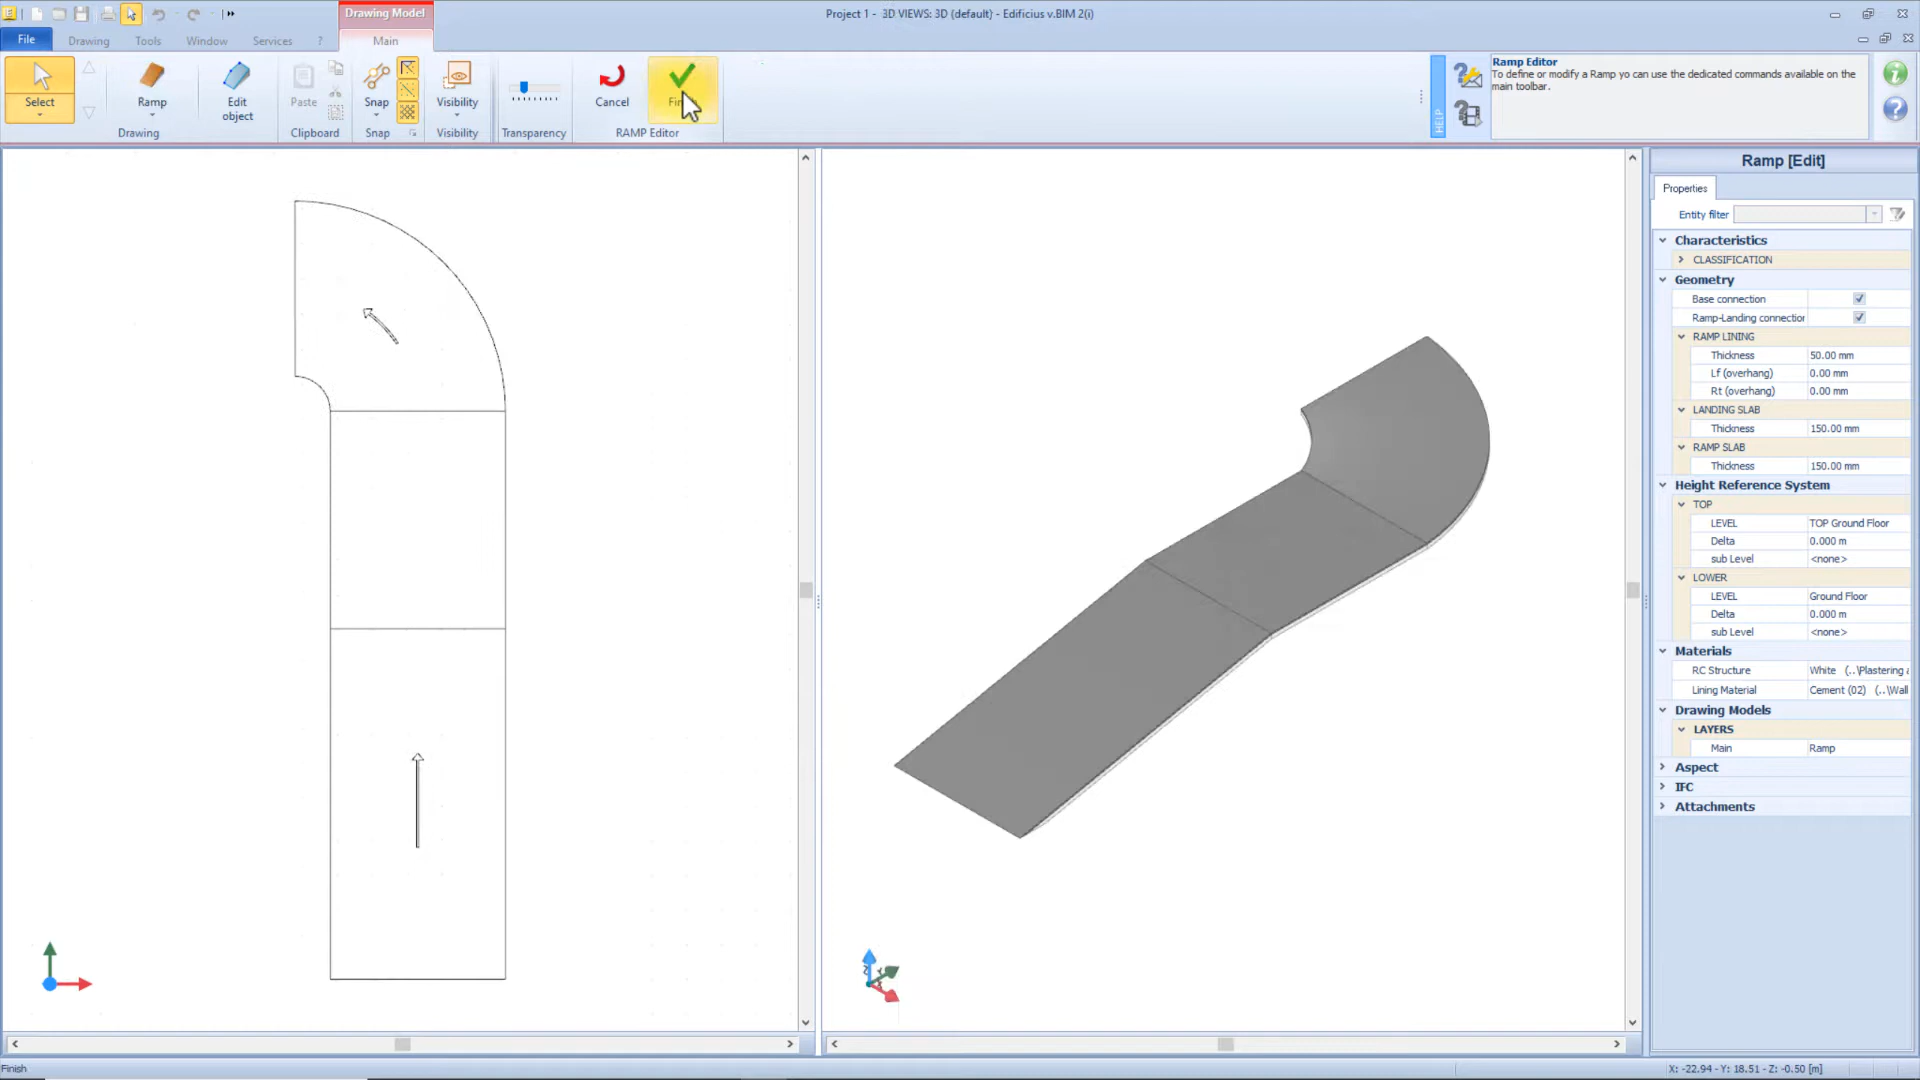 Drawing Model
Project 1 - 3D VIEWS: 3D (default) - Edificius v.BIM 2(i)
File
Drawing
Tools
Window
Services
?
Main
Select
Ramp
Edit
object
Paste
Snap
Visibility
Cancel
Drawing
Clipboard
Snap
Visibility
Transparency
RAMP Editor
HELP
Ramp Editor
To define or modify a Ramp yo can use the dedicated commands available on the
main toolbar.
Ramp [Edit]
Properties
Entity filter
Characteristics
CLASSIFICATION
Geometry
Base connection
Ramp-Landing connection
RAMP LINING
Thickness 50.00 mm
Lf (overhang) 0.00 mm
Rt (overhang) 0.00 mm
LANDING SLAB
Thickness 150.00 mm
RAMP SLAB
Thickness 150.00 mm
Height Reference System
TOP
LEVEL TOP Ground Floor
Delta 0.000 m
sub Level <none>
LOWER
LEVEL Ground Floor
Delta 0.000 m
sub Level <none>
Materials
RC Structure White (..\Plastering a
Lining Material Cement (02) (..\Wall
Drawing Models
LAYERS
Main Ramp
Aspect
IFC
Attachments
Finish
X: -22.94 - Y: 18.51 - Z: -0.50 [m]